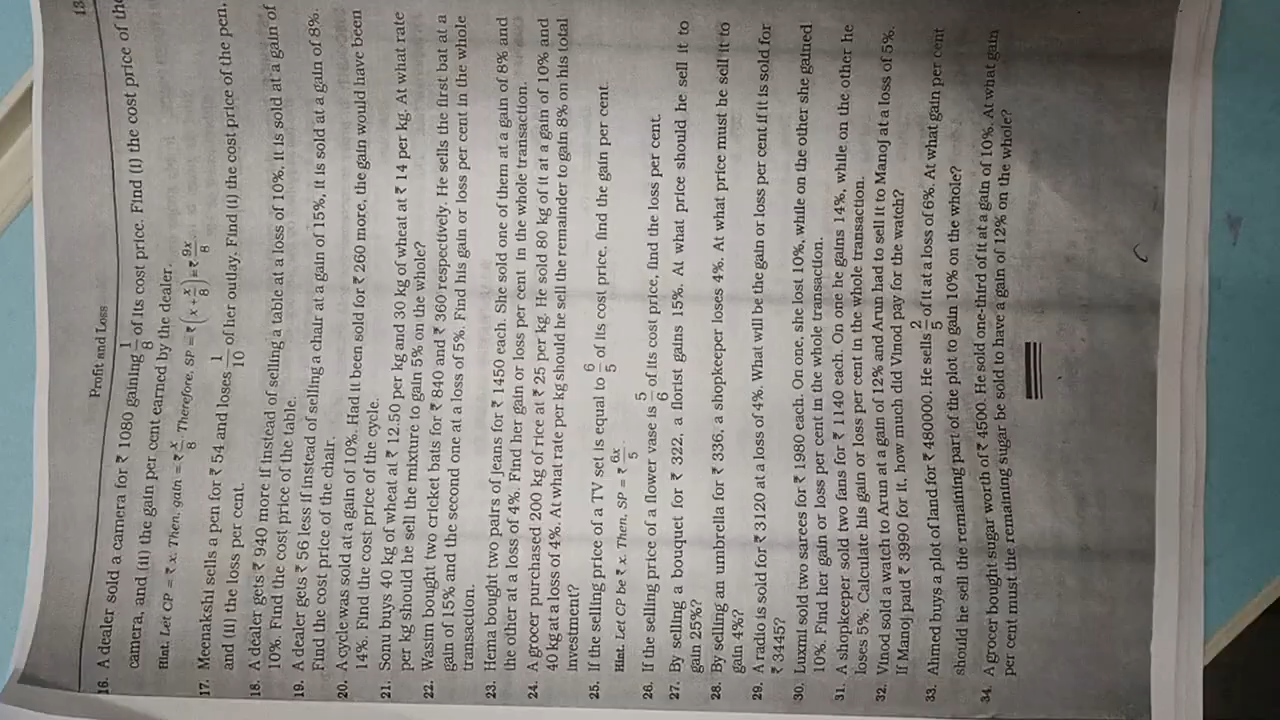 Profit and Loss 13
16. A dealer sold a camera for ₹ 1080 gaining 1/8 of its cost price. Find (i) the cost price of the
camera, and (ii) the gain per cent earned by the dealer.
Hint. Let CP = ₹ x. Then, gain = ₹ x/8. Therefore, SP = ₹ (x + x/8) = ₹ 9x/8
17. Meenakshi sells a pen for ₹ 54 and loses 1/10 of her outlay. Find (i) the cost price of the pen,
and (ii) the loss per cent.
18. A dealer gets ₹ 940 more if instead of selling a table at a loss of 10%, it is sold at a gain of
10%. Find the cost price of the table.
19. A dealer gets ₹ 56 less if instead of selling a chair at a gain of 15%, it is sold at a gain of 8%.
Find the cost price of the chair.
20. A cycle was sold at a gain of 10%. Had it been sold for ₹ 260 more, the gain would have been
14%. Find the cost price of the cycle.
21. Sonu buys 40 kg of wheat at ₹ 12.50 per kg and 30 kg of wheat at ₹ 14 per kg. At what rate
per kg should he sell the mixture to gain 5% on the whole?
22. Wasim bought two cricket bats for ₹ 840 and ₹ 360 respectively. He sells the first bat at a
gain of 15% and the second one at a loss of 5%. Find his gain or loss per cent in the whole
transaction.
23. Hema bought two pairs of jeans for ₹ 1450 each. She sold one of them at a gain of 8% and
the other at a loss of 4%. Find her gain or loss per cent in the whole transaction.
24. A grocer purchased 200 kg of rice at ₹ 25 per kg. He sold 80 kg of it at a gain of 10% and
40 kg at a loss of 4%. At what rate per kg should he sell the remainder to gain 8% on his total
investment?
25. If the selling price of a TV set is equal to 6/5 of its cost price, find the gain per cent.
Hint. Let CP be ₹ x. Then, SP = ₹ 6x/5
26. If the selling price of a flower vase is 5/6 of its cost price, find the loss per cent.
27. By selling a bouquet for ₹ 322, a florist gains 15%. At what price should he sell it to
gain 25%?
28. By selling an umbrella for ₹ 336, a shopkeeper loses 4%. At what price must he sell it to
gain 4%?
29. A radio is sold for ₹ 3120 at a loss of 4%. What will be the gain or loss per cent if it is sold for
₹ 3445?
30. Luxmi sold two sarees for ₹ 1980 each. On one, she lost 10%, while on the other she gained
10%. Find her gain or loss per cent in the whole transaction.
31. A shopkeeper sold two fans for ₹ 1140 each. On one he gains 14%, while on the other he
loses 5%. Calculate his gain or loss per cent in the whole transaction.
32. Vinod sold a watch to Arun at a gain of 12% and Arun had to sell it to Manoj at a loss of 5%.
If Manoj paid ₹ 3990 for it, how much did Vinod pay for the watch?
33. Ahmed buys a plot of land for ₹ 480000. He sells 2/5 of it at a loss of 6%. At what gain per cent
should he sell the remaining part of the plot to gain 10% on the whole?
34. A grocer bought sugar worth of ₹ 4500. He sold one-third of it at a gain of 10%. At what gain
per cent must the remaining sugar be sold to have a gain of 12% on the whole?